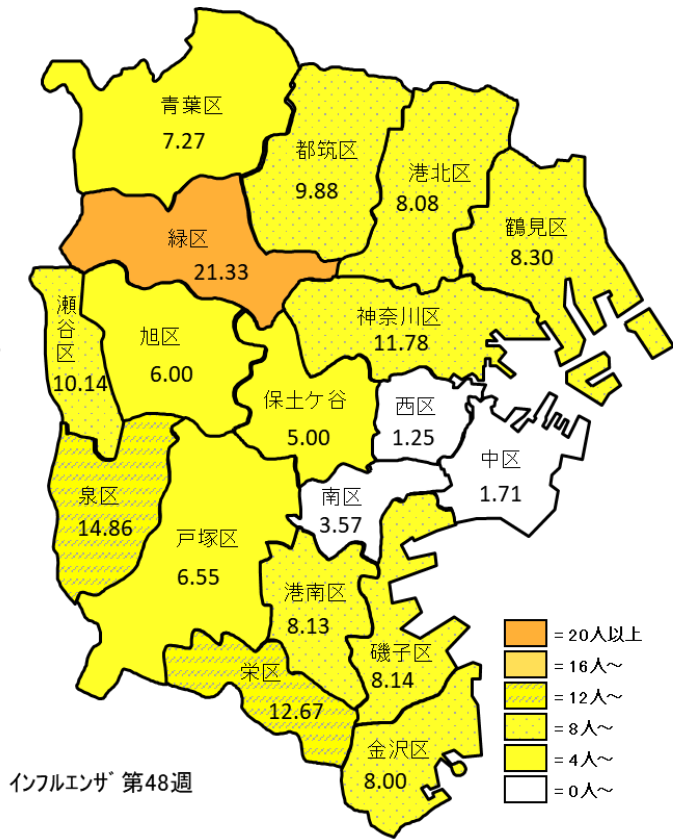 青葉区
7.27
都筑区
9.88
港北区
8.08
鶴見区
8.30
緑区
21.33
瀬
谷
区
10.14
旭区
6.00
神奈川区
11.78
保土ケ谷
5.00
西区
1.25
中区
1.71
泉区
14.86
戸塚区
6.55
南区
3.57
港南区
8.13
磯子区
8.14
栄区
12.67
金沢区
8.00
=20人以上
=16人～
=12人～
=8人～
=4人～
=0人～
インフルエンザ 第48週